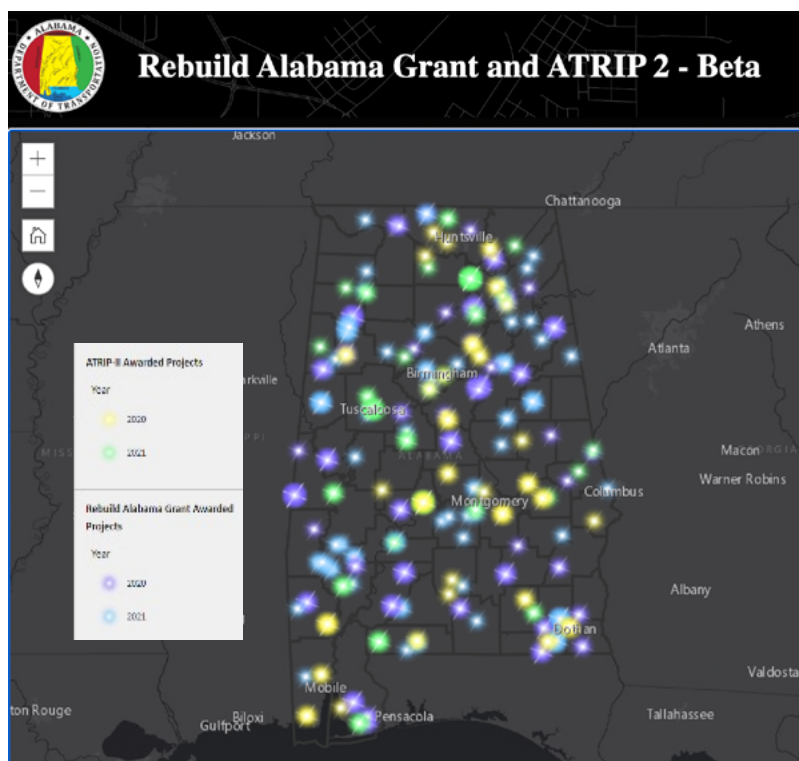 ALABAMA
DEPARTMENT OF TRANSPORTATION
Rebuild Alabama Grant and ATRIP 2 - Beta
Jackson
Chattanooga
Huntsville
Athens
Atlanta
ATRIP-II Awarded Projects
Year
2020
2021
Rebuild Alabama Grant Awarded
Projects
Year
2020
2021
arkville
Birmingham
Tuscaloosa
ALABAMA
Macon
Warner Robins
Columbus
Montgomery
Albany
Dothan
Valdosta
Mobile
ton Rouge
Biloxi
Gulfport
Pensacola
Tallahassee